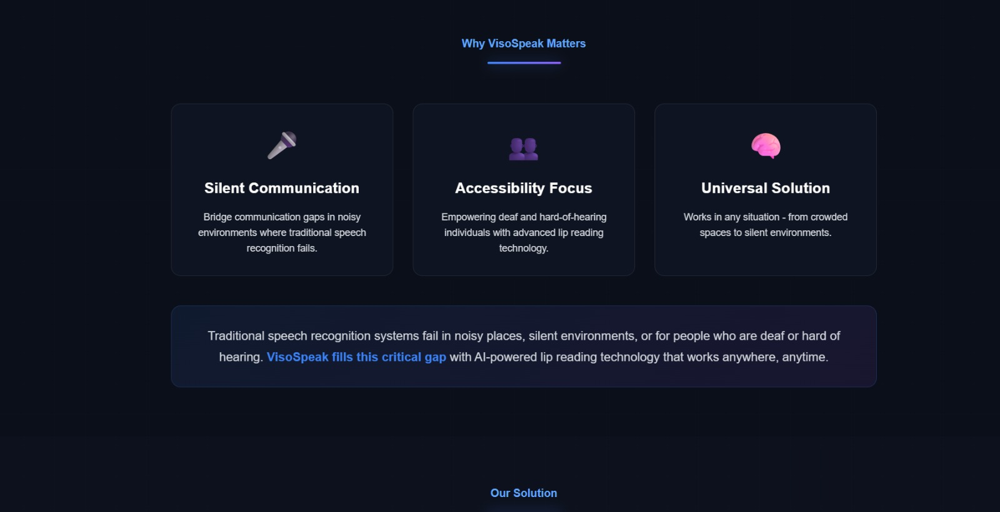 Why VisoSpeak Matters
Silent Communication
Bridge communication gaps in noisy
environments where traditional speech
recognition fails.
Accessibility Focus
Empowering deaf and hard-of-hearing
individuals with advanced lip reading
technology.
Universal Solution
Works in any situation - from crowded
spaces to silent environments.
Traditional speech recognition systems fail in noisy places, silent environments, or for people who are deaf or hard of
hearing. VisoSpeak fills this critical gap with AI-powered lip reading technology that works anywhere, anytime.
Our Solution